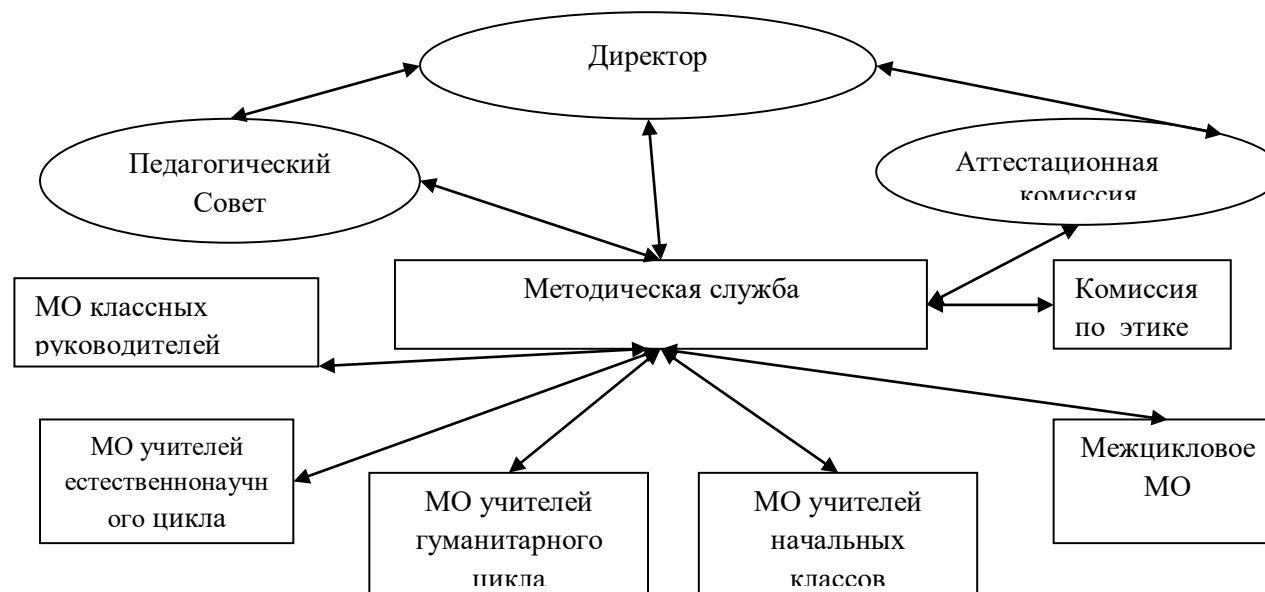 Директор
Педагогический
Совет
Аттестационная
комиссия
Методическая служба
Комиссия
по этике
МО классных
руководителей
МО учителей
естественнонаучн
ого цикла
МО учителей
гуманитарного
цикла
МО учителей
начальных
классов
Межцикловое
МО